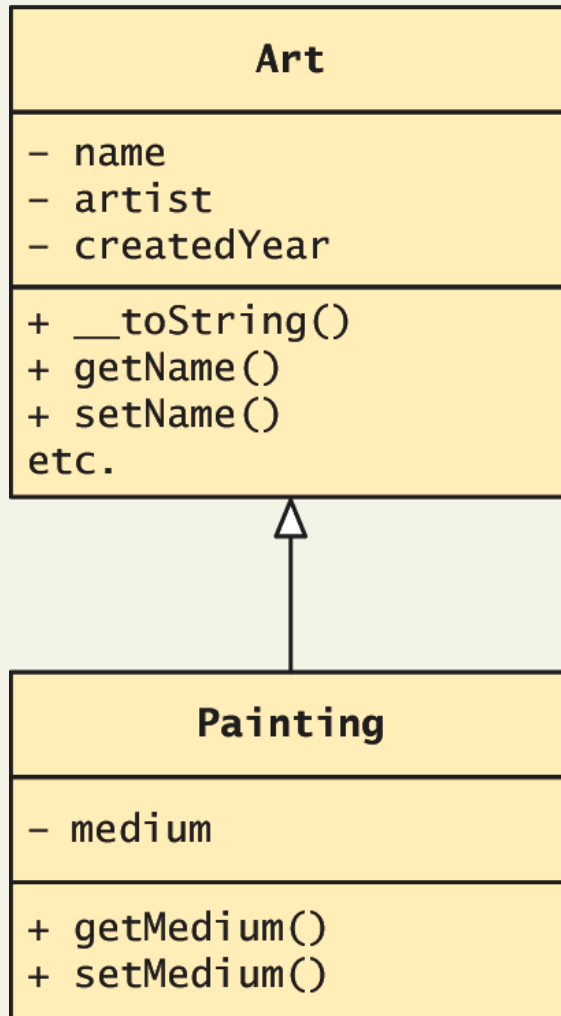 Art
- name
- artist
- createdYear
+ __toString()
+ getName()
+ setName()
etc.
Painting
- medium
+ getMedium()
+ setMedium()